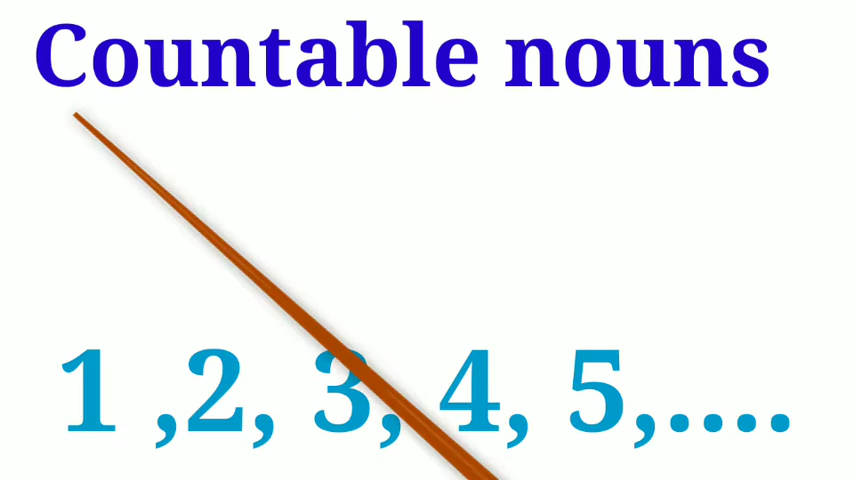 Countable nouns
1 ,2, 3, 4, 5,....